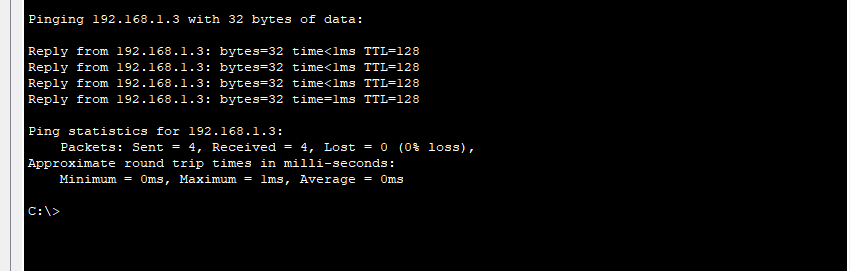 Pinging 192.168.1.3 with 32 bytes of data:
Reply from 192.168.1.3: bytes=32 time<1ms TTL=128
Reply from 192.168.1.3: bytes=32 time<1ms TTL=128
Reply from 192.168.1.3: bytes=32 time<1ms TTL=128
Reply from 192.168.1.3: bytes=32 time=1ms TTL=128
Ping statistics for 192.168.1.3:
Packets: Sent = 4, Received = 4, Lost = 0 (0% loss),
Approximate round trip times in milli-seconds:
Minimum = 0ms, Maximum = 1ms, Average = 0ms
C:\>